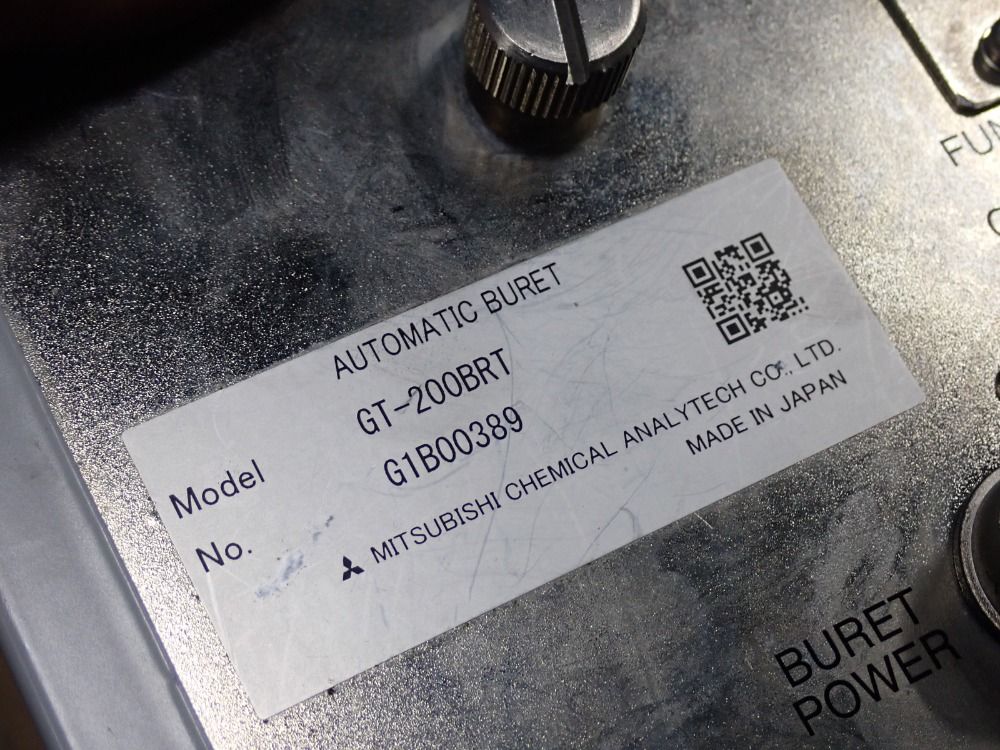 AUTOMATIC BURET
Model GT-200BRT
No. G1B00389
MITSUBISHI CHEMICAL ANALYTECH CO., LTD.
MADE IN JAPAN
BURET
POWER